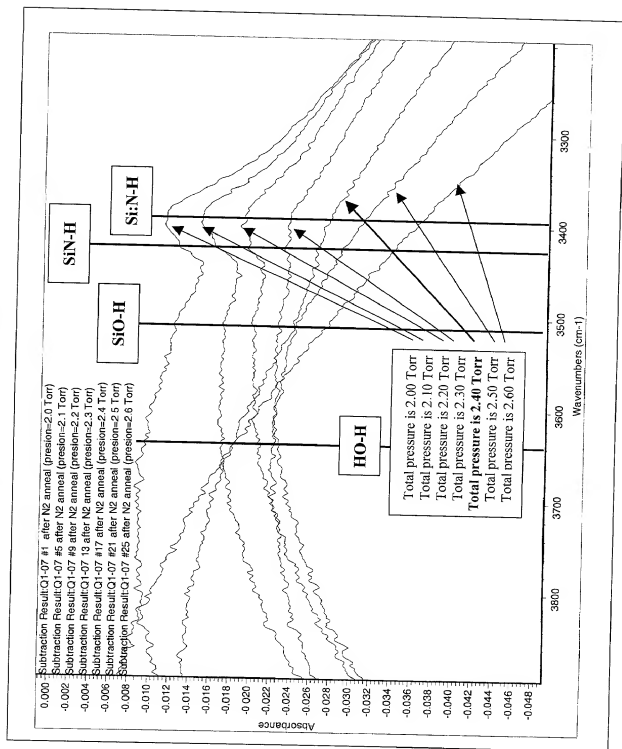 Subtraction Result:Q1-07 #1 after N2 anneal (presion=2.0 Torr)
Subtraction Result:Q1-07 #5 after N2 anneal (presion=2.1 Torr)
Subtraction Result:Q1-07 #9 after N2 anneal (presion=2.2 Torr)
Subtraction Result:Q1-07 13 after N2 anneal (presion=2.3 Torr)
Subtraction Result:Q1-07 #17 after N2 anneal (presion=2.4 Torr)
Subtraction Result:Q1-07 #21 after N2 anneal (presion=2.5 Torr)
Subtraction Result:Q1-07 #25 after N2 anneal (presion=2.6 Torr)
SiN-H
Si:N-H
SiO-H
HO-H
Total pressure is 2.00 Torr
Total pressure is 2.10 Torr
Total pressure is 2.20 Torr
Total pressure is 2.30 Torr
Total pressure is 2.40 Torr
Total pressure is 2.50 Torr
Total pressure is 2.60 Torr
0.000
-0.002
-0.004
-0.006
-0.008
-0.010
-0.012
-0.014
-0.016
-0.018
-0.020
-0.022
-0.024
-0.026
-0.028
-0.030
-0.032
-0.034
-0.036
-0.038
-0.040
-0.042
-0.044
-0.046
-0.048
Absorbance
3800
3700
3600
3500
3400
3300
Wavenumbers (cm-1)